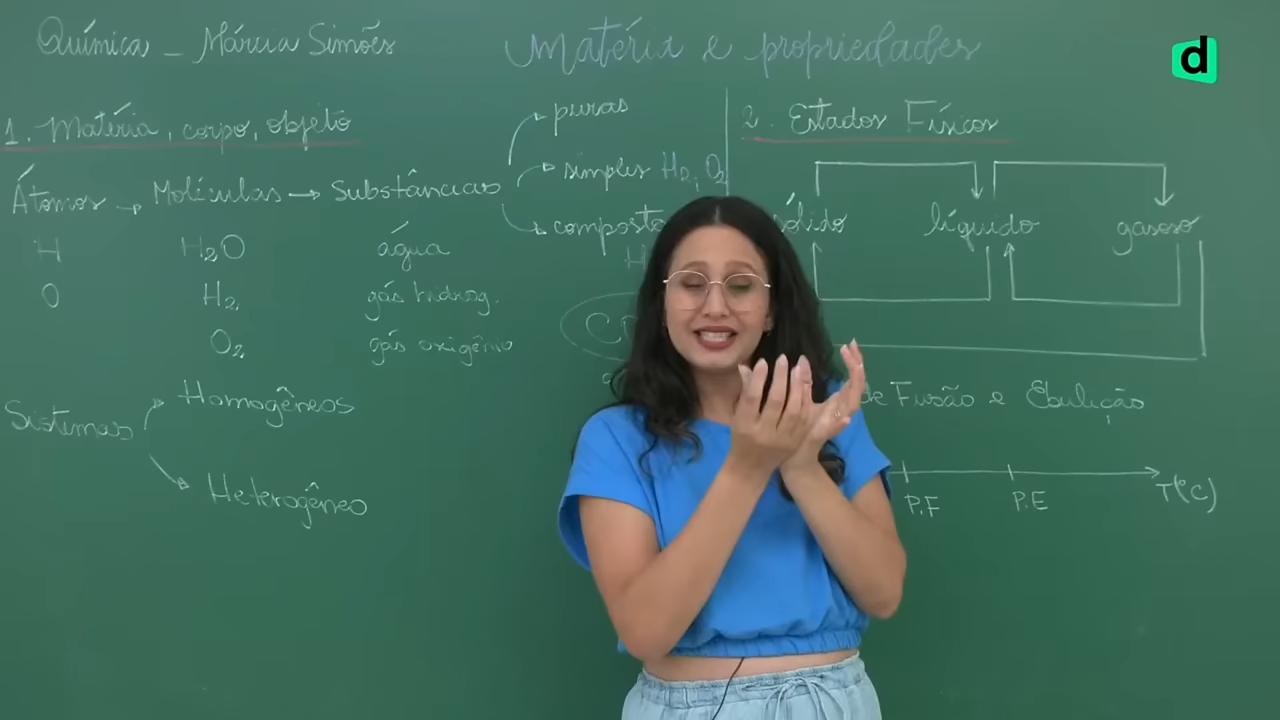 Química - Márcia Simões
Matéria e propriedades
d
1. Matéria, corpo, objeto
Átomos → Moléculas → Substâncias
puras
simples H2, O2
H H2O água
O H2 gás hidrog.
O2 gás oxigênio
Sistemas
Homogêneos
Heterogêneo
2. Estados Físicos
sólido líquido gasoso
de Fusão e Ebulição
P.F P.E T(°C)